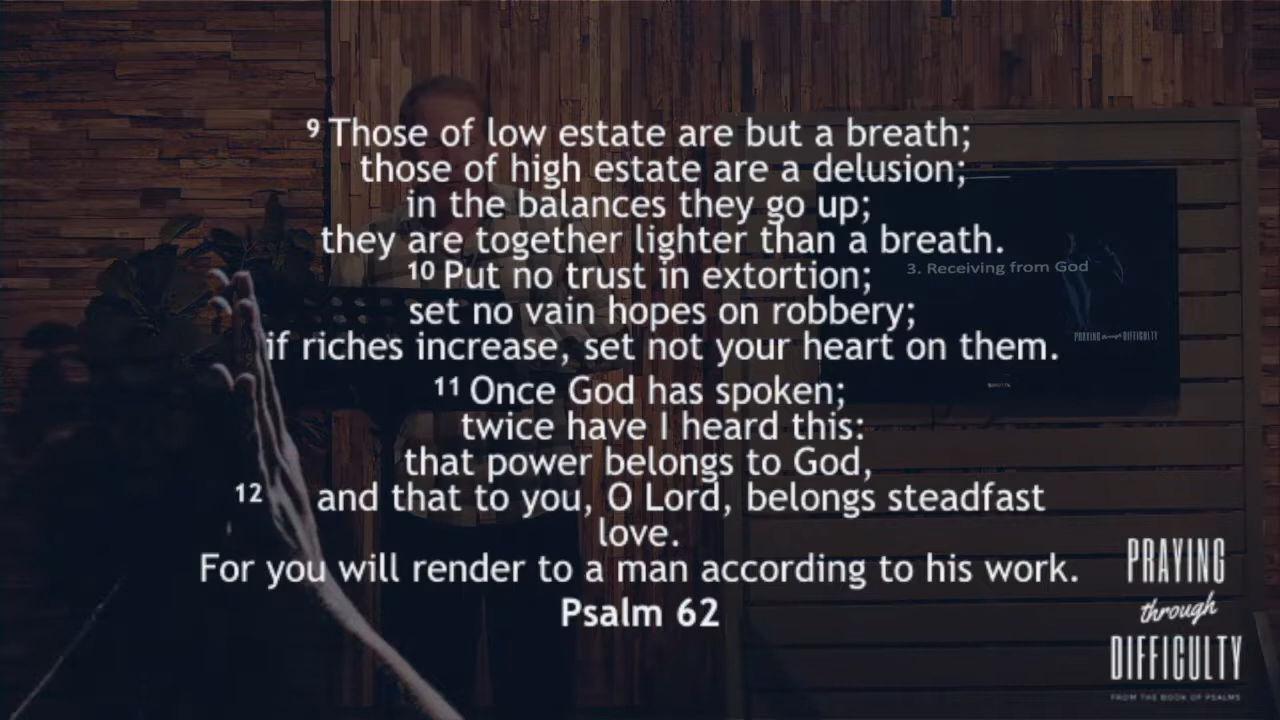 9 Those of low estate are but a breath;
those of high estate are a delusion;
in the balances they go up;
they are together lighter than a breath.
10 Put no trust in extortion;
set no vain hopes on robbery;
if riches increase, set not your heart on them.
11 Once God has spoken;
twice have I heard this:
that power belongs to God,
12 and that to you, O Lord, belongs steadfast
love.
For you will render to a man according to his work.
Psalm 62
3. Receiving from God
PRAYING through DIFFICULTY
PRAYING
through
DIFFICULTY
FROM THE BOOK OF PSALMS